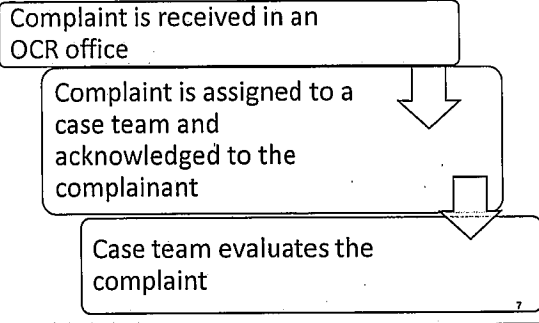 Complaint is received in an
OCR office
Complaint is assigned to a
case team and
acknowledged to the
complainant
Case team evaluates the
complaint
7